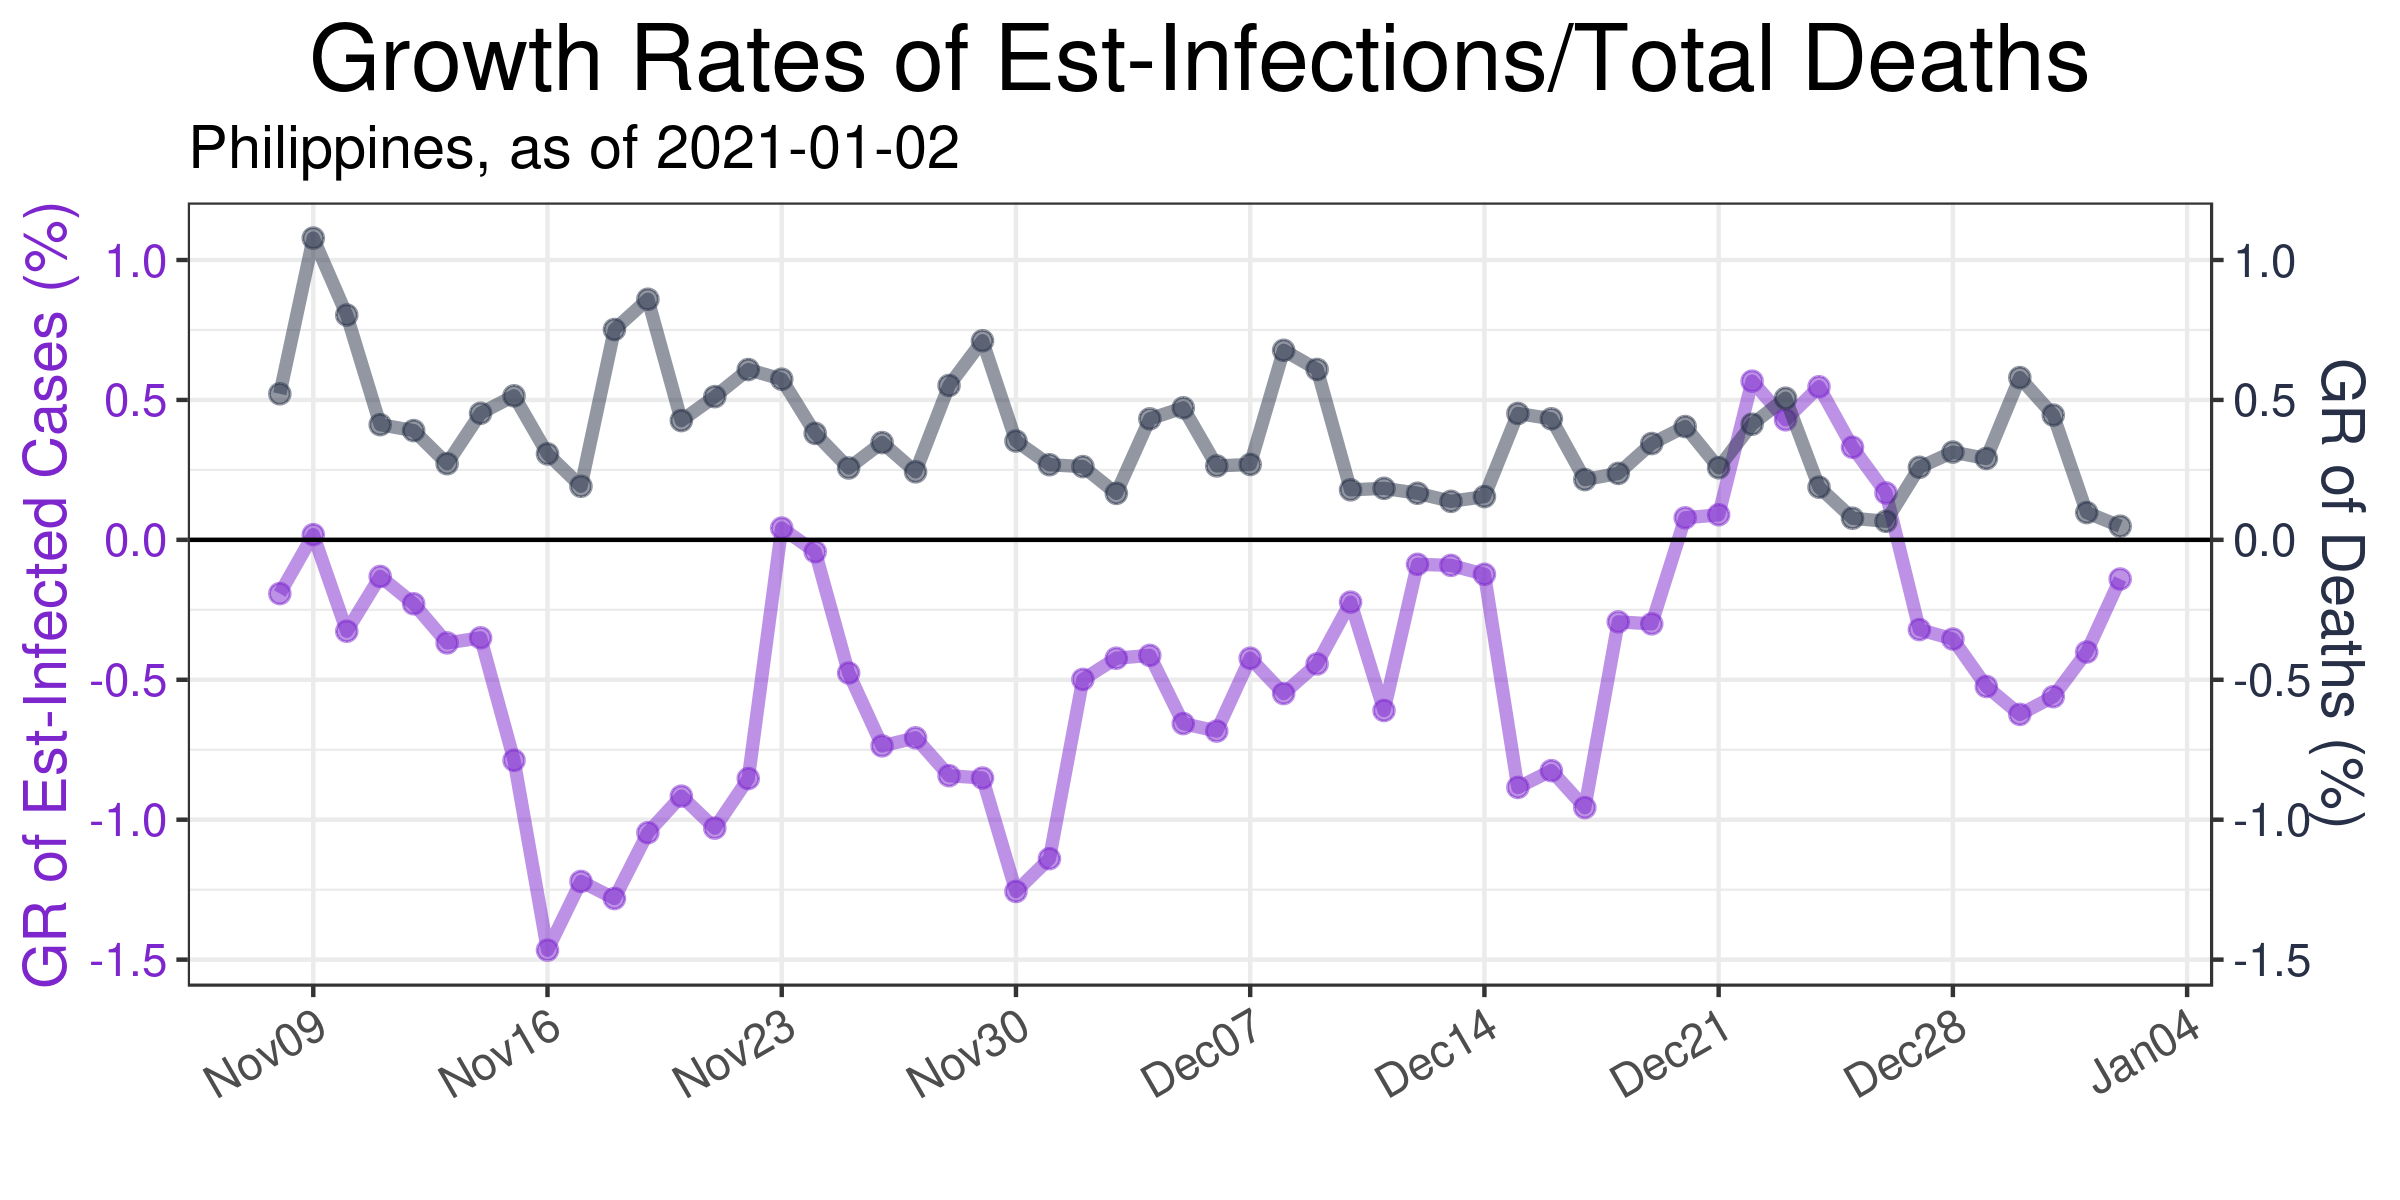 Growth Rates of Est-Infections/Total Deaths
Philippines, as of 2021-01-02
GR of Est-Infected Cases (%)
1.0
0.5
0.0
-0.5
-1.0
-1.5
1.0
0.5
0.0
-0.5
-1.0
-1.5
GR of Deaths (%)
Nov09
Nov16
Nov23
Nov30
Dec07
Dec14
Dec21
Dec28
Jan04